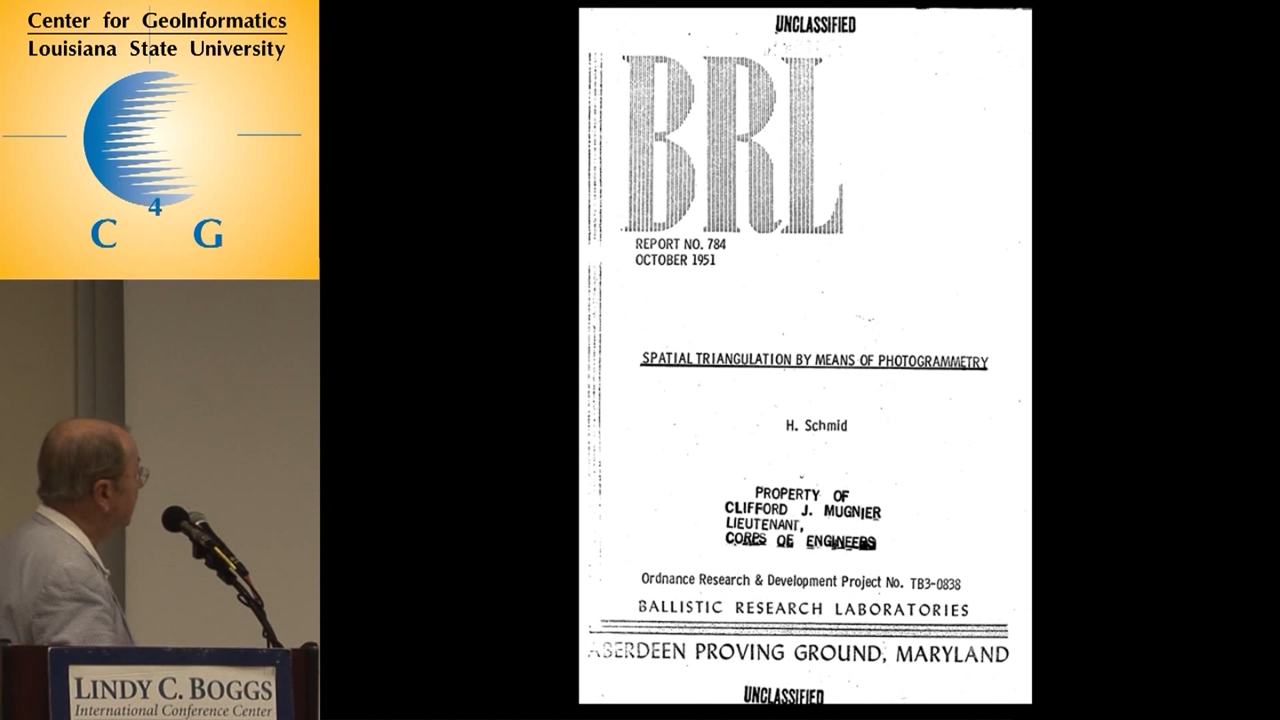 Center for GeoInformatics
Louisiana State University
C 4 G
LINDY C. BOGGS
International Conference Center
UNCLASSIFIED
BRL
REPORT NO. 784
OCTOBER 1951
SPATIAL TRIANGULATION BY MEANS OF PHOTOGRAMMETRY
H. Schmid
PROPERTY OF
CLIFFORD J. MUGNIER
LIEUTENANT,
CORPS OF ENGINEERS
Ordnance Research & Development Project No. TB3-0838
BALLISTIC RESEARCH LABORATORIES
ABERDEEN PROVING GROUND, MARYLAND
UNCLASSIFIED